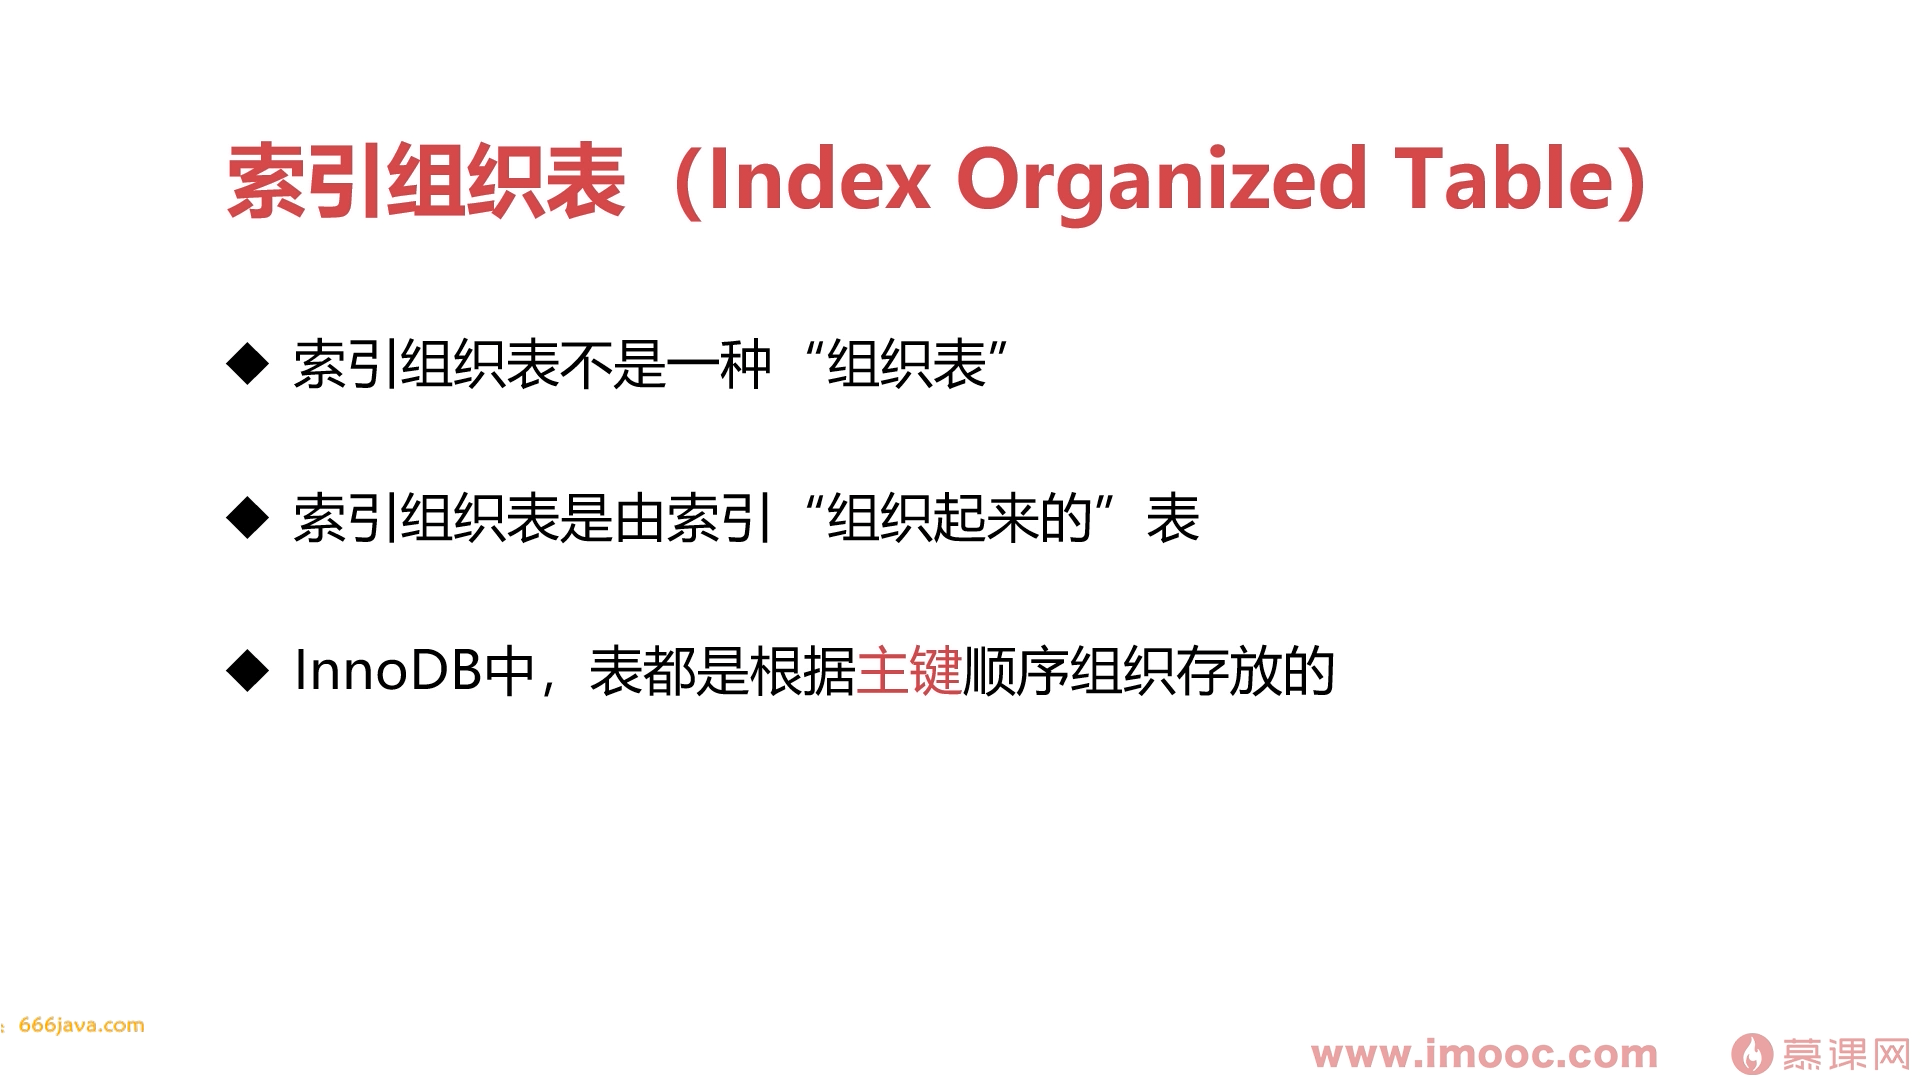 索引组织表（Index Organized Table）
◆ 索引组织表不是一种“组织表”
◆ 索引组织表是由索引“组织起来的”表
◆ InnoDB中，表都是根据主键顺序组织存放的
：666java.com
www.imooc.com 慕课网